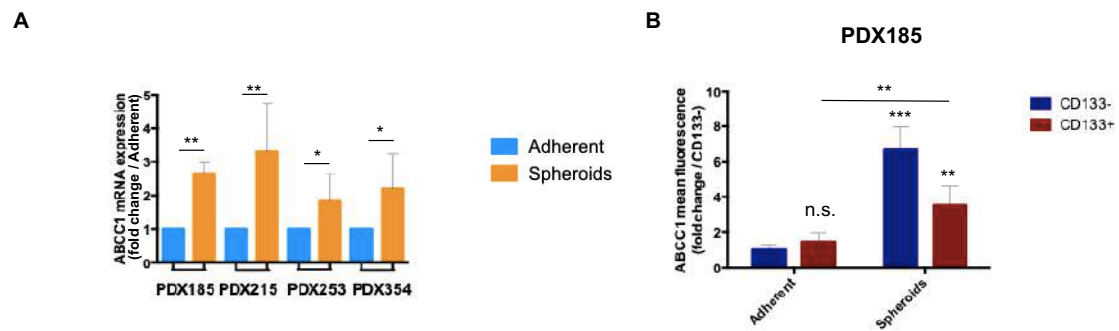 A
ABCC1 mRNA expression
(fold change / Adherent)
5
4
3
2
1
0
**
**
*
*
PDX185 PDX215 PDX253 PDX354
Adherent
Spheroids
B
PDX185
ABCC1 mean fluorescence
(fold change / CD133-)
10
8
6
4
2
0
n.s.
**
***
**
Adherent
Spheroids
CD133-
CD133+